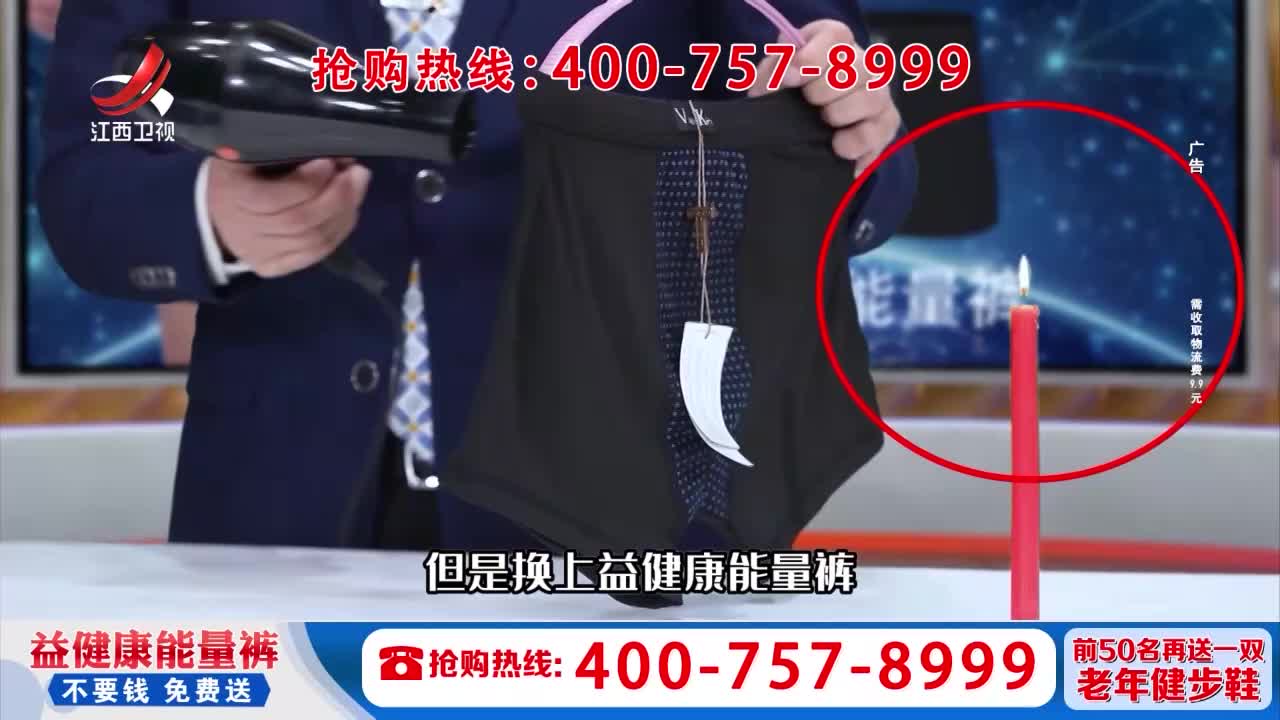 抢购热线：400-757-8999
江西卫视
广告
能量裤
需收取物流费9.9元
但是换上益健康能量裤
益健康能量裤
不要钱 免费送
抢购热线：400-757-8999
前50名再送一双
老年健步鞋